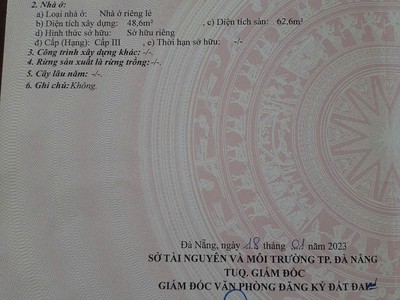 2. Nhà ở:
a) Loại nhà ở: Nhà ở riêng lẻ
b) Diện tích xây dựng: 48,6m² , c) Diện tích sàn: 62.6m²
d) Hình thức sở hữu: Sở hữu riêng
đ) Cấp (Hạng): Cấp III , e) Thời hạn sở hữu: -/-
3. Công trình xây dựng khác: -/-.
4. Rừng sản xuất là rừng trồng: -/-.
5. Cây lâu năm: -/-.
6. Ghi chú: Không.
Đà Nẵng, ngày 18 tháng 01 năm 2023
SỞ TÀI NGUYÊN VÀ MÔI TRƯỜNG TP. ĐÀ NẴNG
TUQ. GIÁM ĐỐC
GIÁM ĐỐC VĂN PHÒNG ĐĂNG KÝ ĐẤT ĐAI